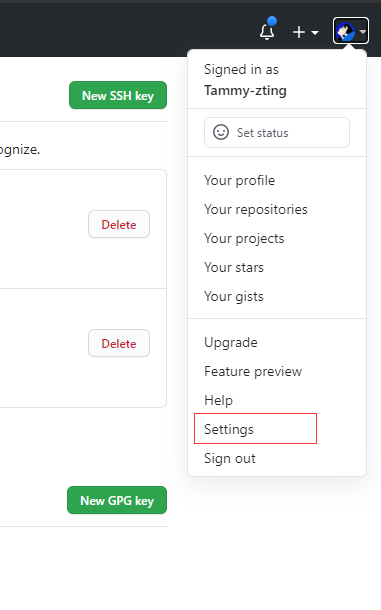 Signed in as
Tammy-zting
New SSH key
Set status
ognize.
Your profile
Your repositories
Delete
Your projects
Your stars
Your gists
Delete
Upgrade
Feature preview
Help
Settings
Sign out
New GPG key